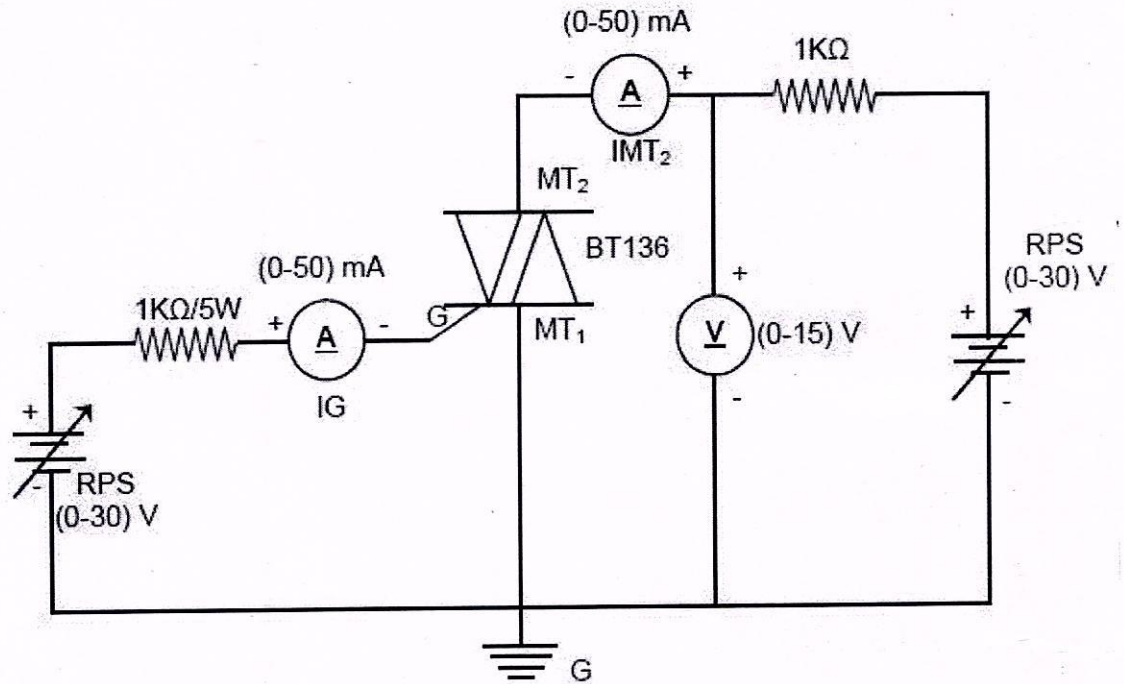 (0-50) mA
1KΩ
- A +
IMT₂
MT₂
BT136
RPS
(0-30) V
(0-50) mA
1KΩ/5W
+ A -
G
MT₁
IG
+
V
(0-15) V
-
+
-
+
-
RPS
(0-30) V
G